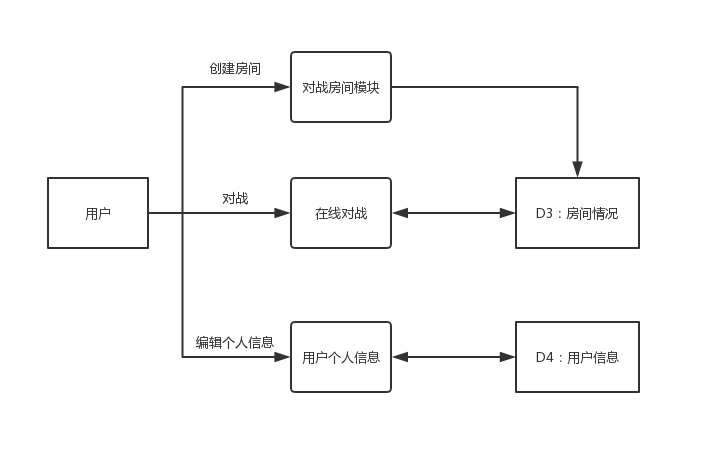 创建房间
对战房间模块
用户
对战
在线对战
D3：房间情况
编辑个人信息
用户个人信息
D4：用户信息